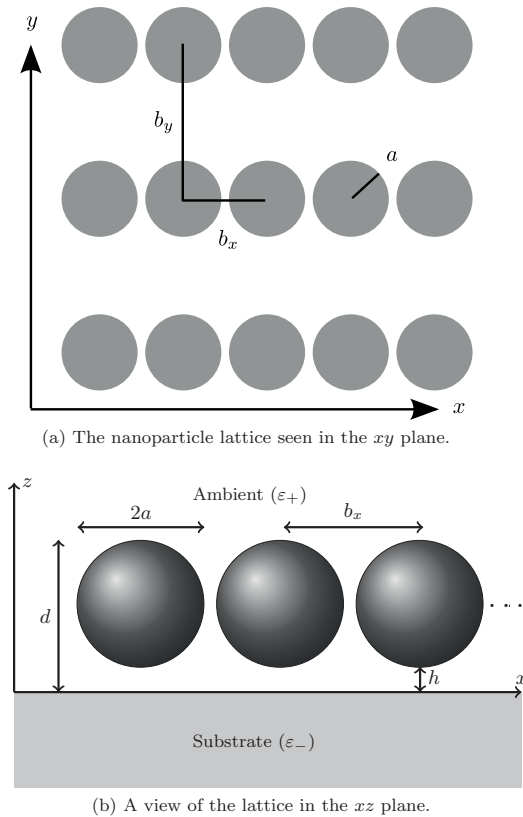 y
b_y
a
b_x
x
(a) The nanoparticle lattice seen in the xy plane.
z
Ambient (ε₊)
2a
b_x
d
. . .
h
x
Substrate (ε₋)
(b) A view of the lattice in the xz plane.